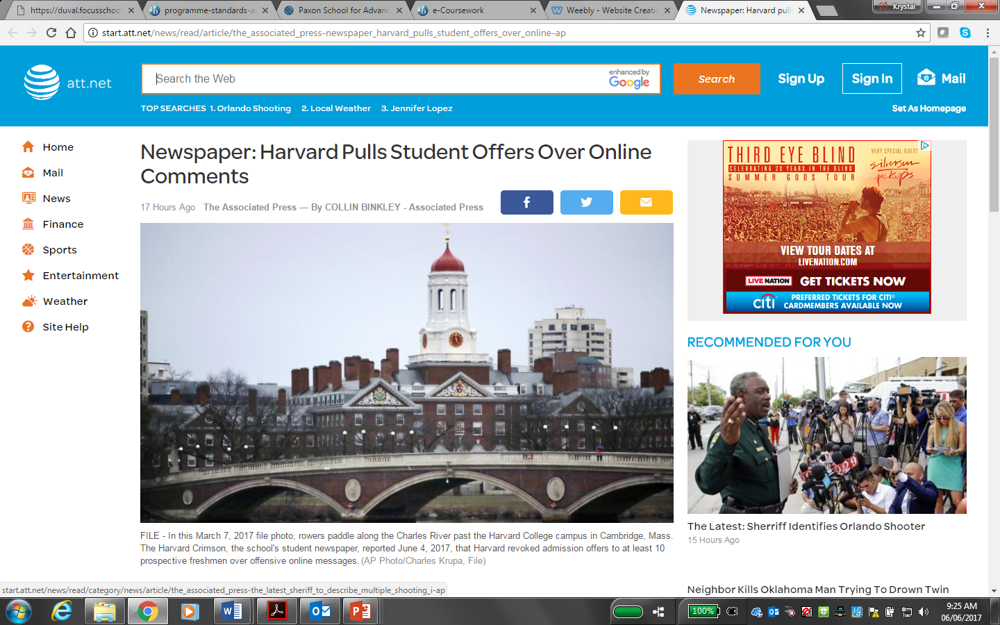 https://duval.focusschoo
programme-standards-a
Paxon School for Advanc
e-Coursework
Weebly - Website Creatic
Newspaper: Harvard pull
Krystal
start.att.net/news/read/article/the_associated_press-newspaper_harvard_pulls_student_offers_over_online-ap
att.net
Search the Web
enhanced by
Google
Search
Sign Up
Sign In
Mail
TOP SEARCHES 1. Orlando Shooting 2. Local Weather 3. Jennifer Lopez
Set As Homepage
Home
Mail
News
Finance
Sports
Entertainment
Weather
Site Help
Newspaper: Harvard Pulls Student Offers Over Online
Comments
17 Hours Ago The Associated Press — By COLLIN BINKLEY - Associated Press
FILE - In this March 7, 2017 file photo, rowers paddle along the Charles River past the Harvard College campus in Cambridge, Mass.
The Harvard Crimson, the school's student newspaper, reported June 4, 2017, that Harvard revoked admission offers to at least 10
prospective freshmen over offensive online messages. (AP Photo/Charles Krupa, File)
THIRD EYE BLIND
CELEBRATING 20 YEARS IN THE BLIND
SUMMER GODS TOUR
VERY SPECIAL GUEST
silversun
pickups
VIEW TOUR DATES AT
LIVENATION.COM
LIVE NATION GET TICKETS NOW
citi PREFERRED TICKETS FOR CITI®
CARDMEMBERS AVAILABLE NOW
RECOMMENDED FOR YOU
The Latest: Sherriff Identifies Orlando Shooter
15 Hours Ago
Neighbor Kills Oklahoma Man Trying To Drown Twin
start.att.net/news/read/category/news/article/the_associated_press-the_latest_sheriff_to_describe_multiple_shooting_i-ap
100%
9:25 AM
06/06/2017